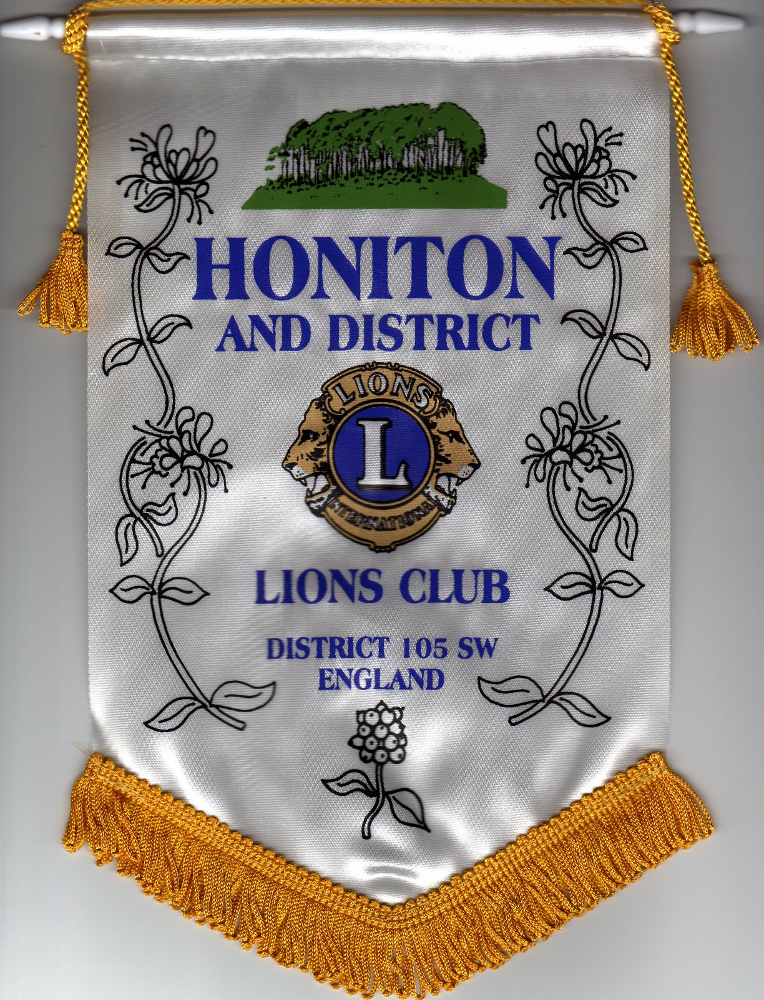 HONITON
AND DISTRICT
LIONS
L
INTERNATIONAL
LIONS CLUB
DISTRICT 105 SW
ENGLAND